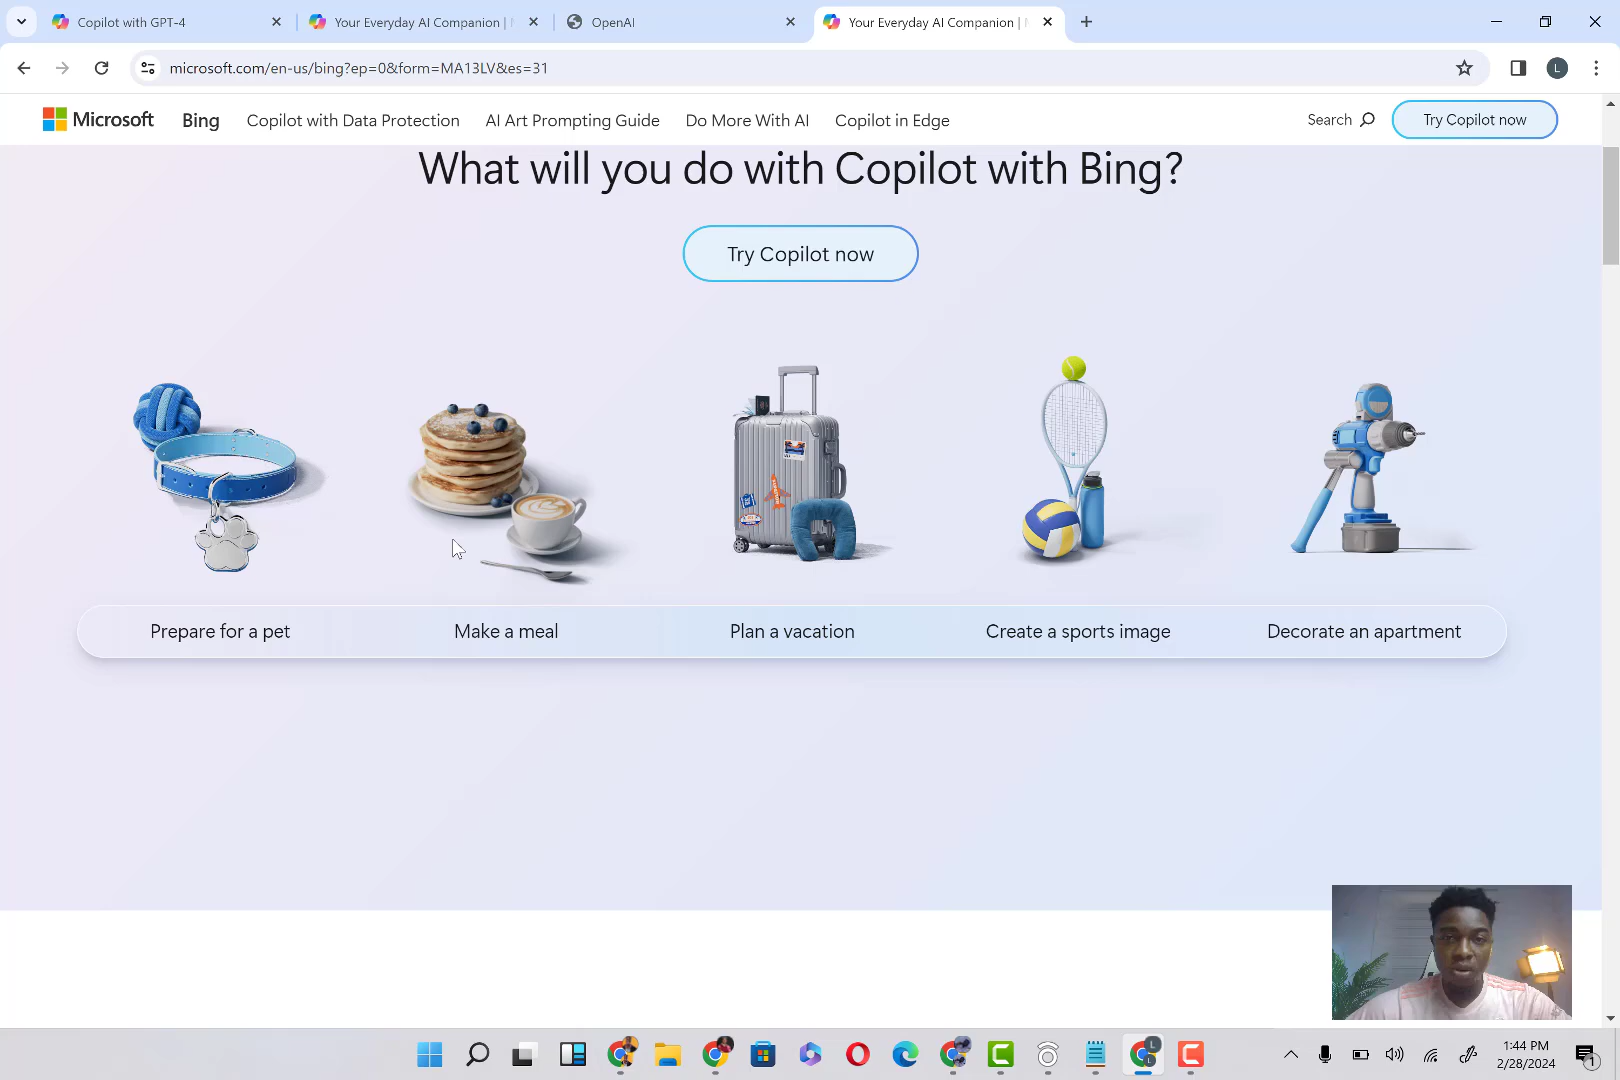 Copilot with GPT-4
Your Everyday AI Companion |
OpenAI
Your Everyday AI Companion |
microsoft.com/en-us/bing?ep=0&form=MA13LV&es=31
L
Microsoft
Bing
Copilot with Data Protection
AI Art Prompting Guide
Do More With AI
Copilot in Edge
Search
Try Copilot now
What will you do with Copilot with Bing?
Try Copilot now
Prepare for a pet
Make a meal
Plan a vacation
Create a sports image
Decorate an apartment
1:44 PM
2/28/2024
1